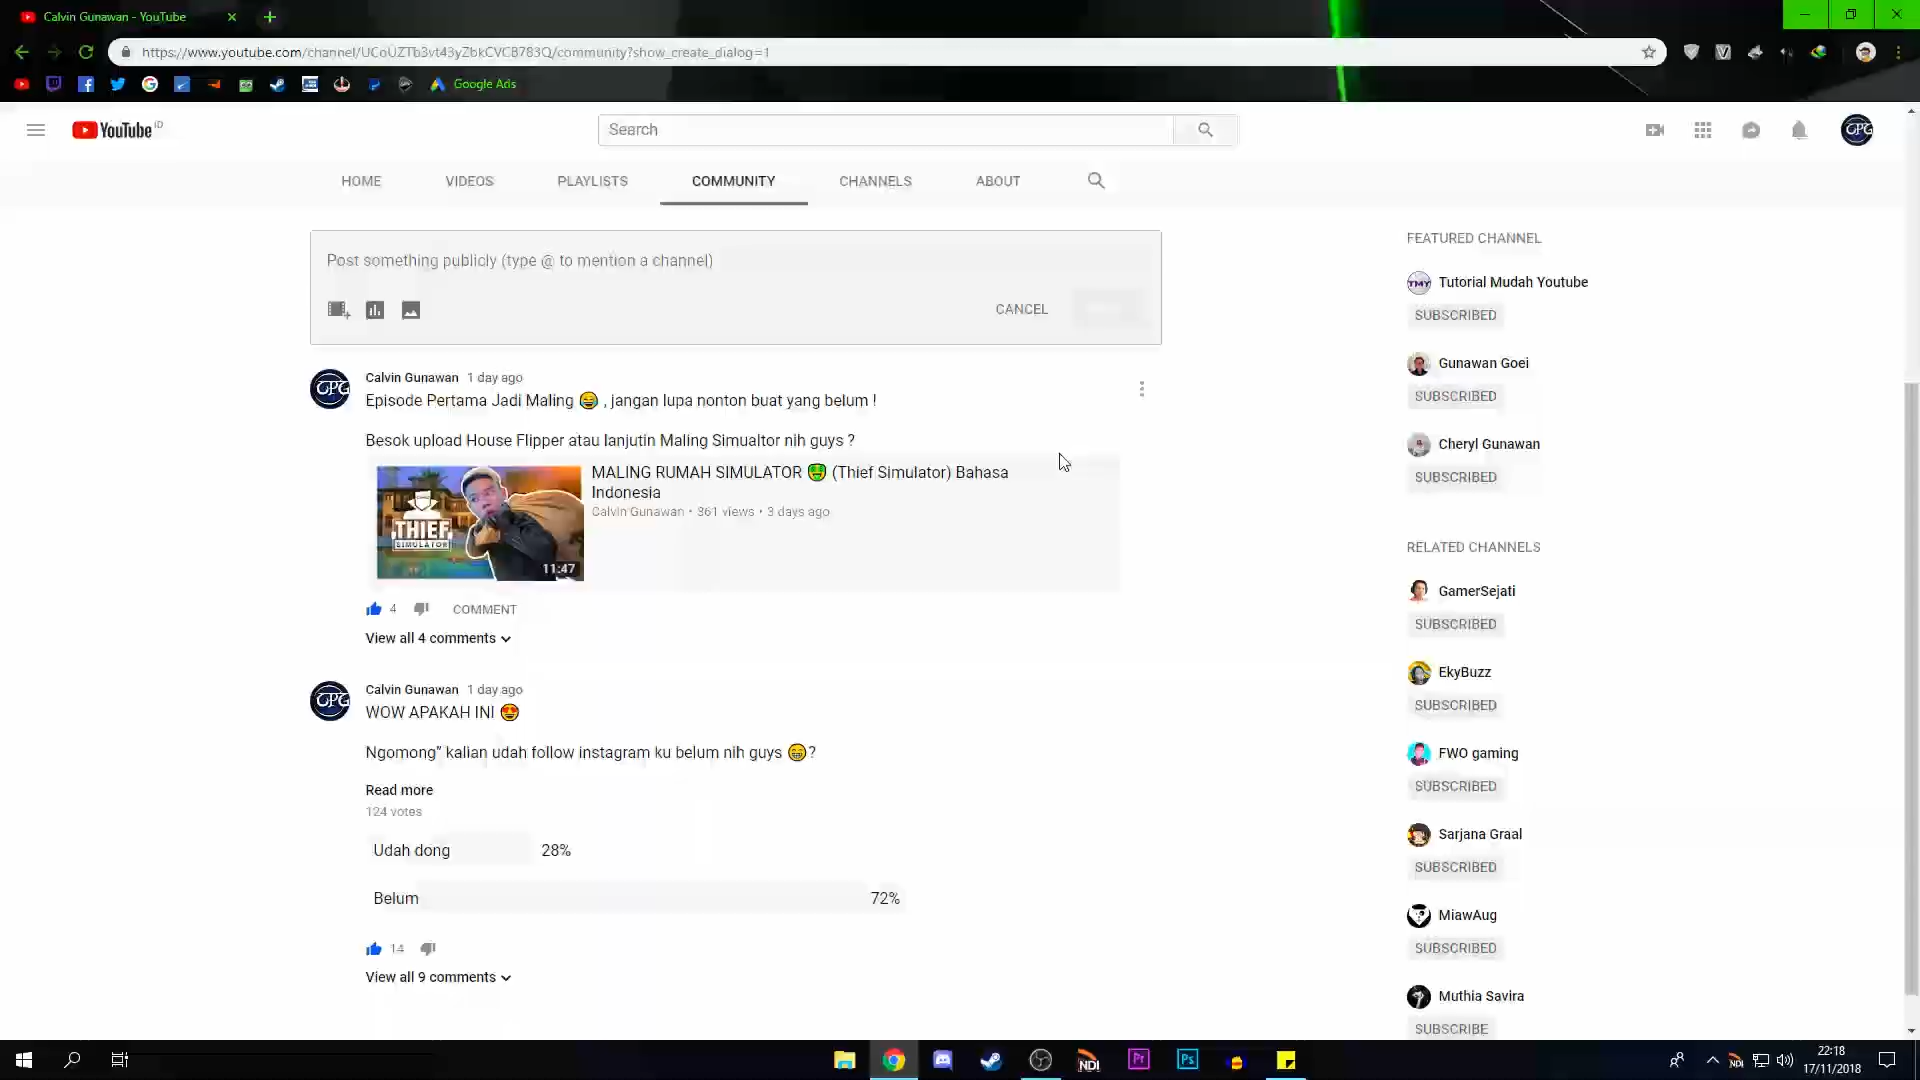 Calvin Gunawan - YouTube
https://www.youtube.com/channel/UCoUZTb3vt43yZbkCVCB783Q/community?show_create_dialog=1
Google Ads
YouTube ID
Search
HOME
VIDEOS
PLAYLISTS
COMMUNITY
CHANNELS
ABOUT
Post something publicly (type @ to mention a channel)
CANCEL
Calvin Gunawan 1 day ago
Episode Pertama Jadi Maling 😂 , jangan lupa nonton buat yang belum !
Besok upload House Flipper atau lanjutin Maling Simualtor nih guys ?
THIEF
SIMULATOR
11:47
MALING RUMAH SIMULATOR 🤑 (Thief Simulator) Bahasa
Indonesia
Calvin Gunawan • 361 views • 3 days ago
4
COMMENT
View all 4 comments
Calvin Gunawan 1 day ago
WOW APAKAH INI 😍
Ngomong” kalian udah follow instagram ku belum nih guys 😁?
Read more
124 votes
Udah dong 28%
Belum 72%
14
View all 9 comments
FEATURED CHANNEL
TMY
Tutorial Mudah Youtube
SUBSCRIBED
Gunawan Goei
SUBSCRIBED
Cheryl Gunawan
SUBSCRIBED
RELATED CHANNELS
GamerSejati
SUBSCRIBED
EkyBuzz
SUBSCRIBED
FWO gaming
SUBSCRIBED
Sarjana Graal
SUBSCRIBED
MiawAug
SUBSCRIBED
Muthia Savira
SUBSCRIBE
NDI
Pr
Ps
22:18
17/11/2018